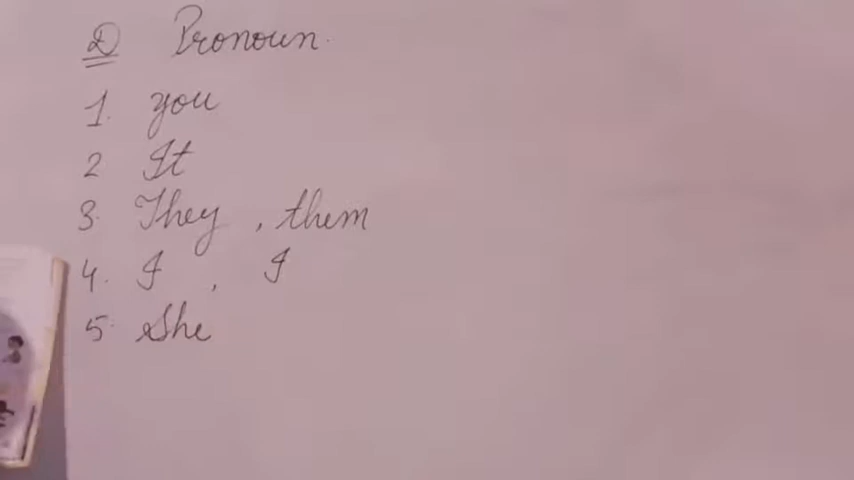 D Pronoun.
1. you
2 It
3. They, them
4. I, I
5. She